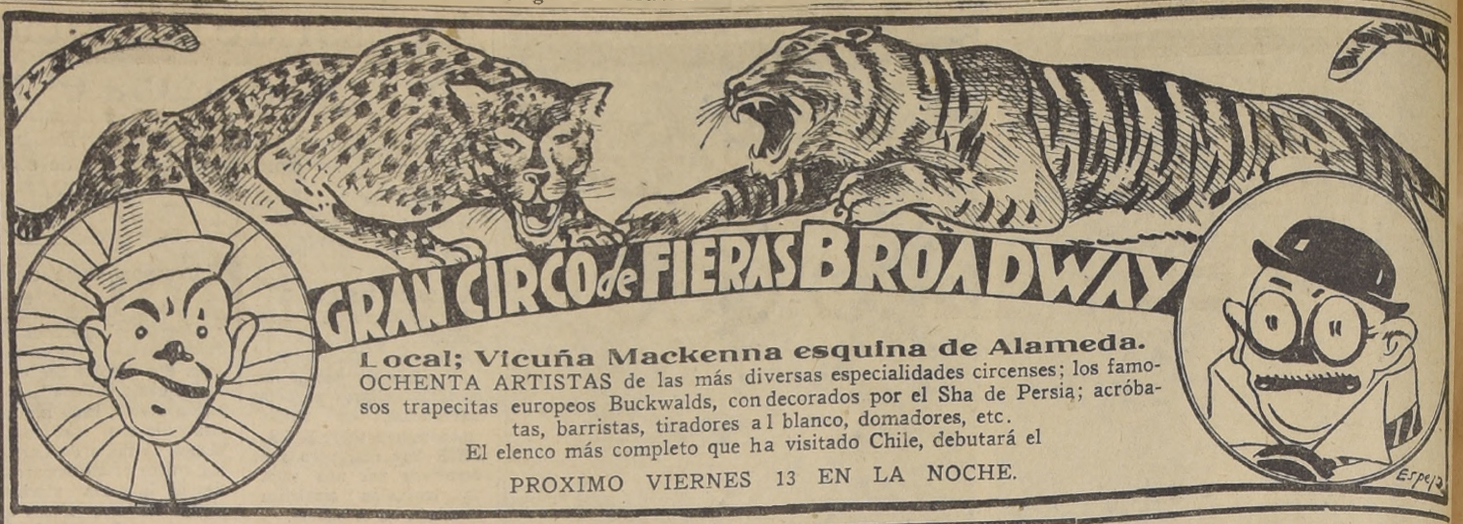 GRAN CIRCO de FIERAS BROADWAY
Local; Vicuña Mackenna esquina de Alameda.
OCHENTA ARTISTAS de las más diversas especialidades circenses; los famo-
sos trapecitas europeos Buckwalds, con decorados por el Sha de Persia; acróba-
tas, barristas, tiradores al blanco, domadores, etc.
El elenco más completo que ha visitado Chile, debutará el
PROXIMO VIERNES 13 EN LA NOCHE.